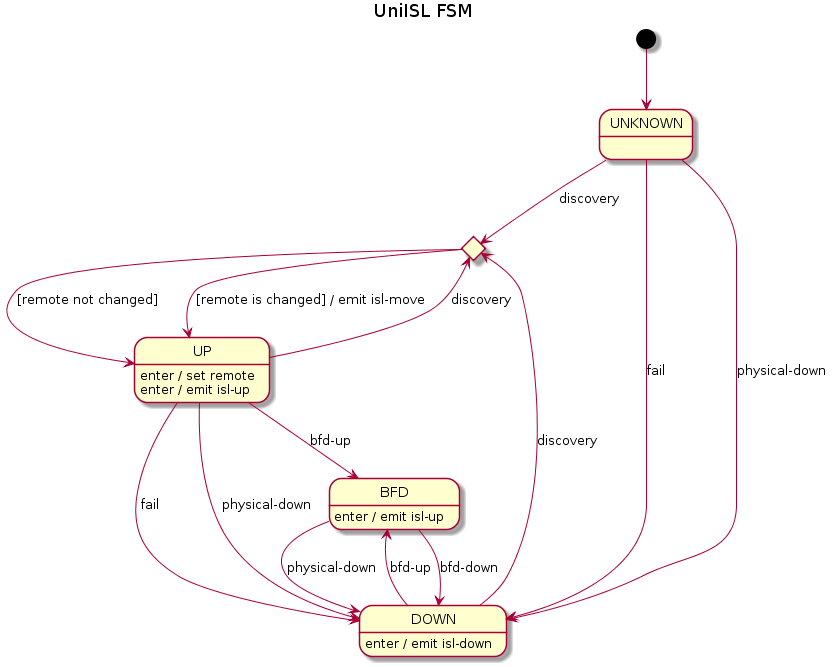 UniISL FSM
UNKNOWN
discovery
[remote not changed]
[remote is changed] / emit isl-move
discovery
UP
enter / set remote
enter / emit isl-up
fail
physical-down
bfd-up
discovery
BFD
enter / emit isl-up
fail
physical-down
physical-down
bfd-up
bfd-down
DOWN
enter / emit isl-down